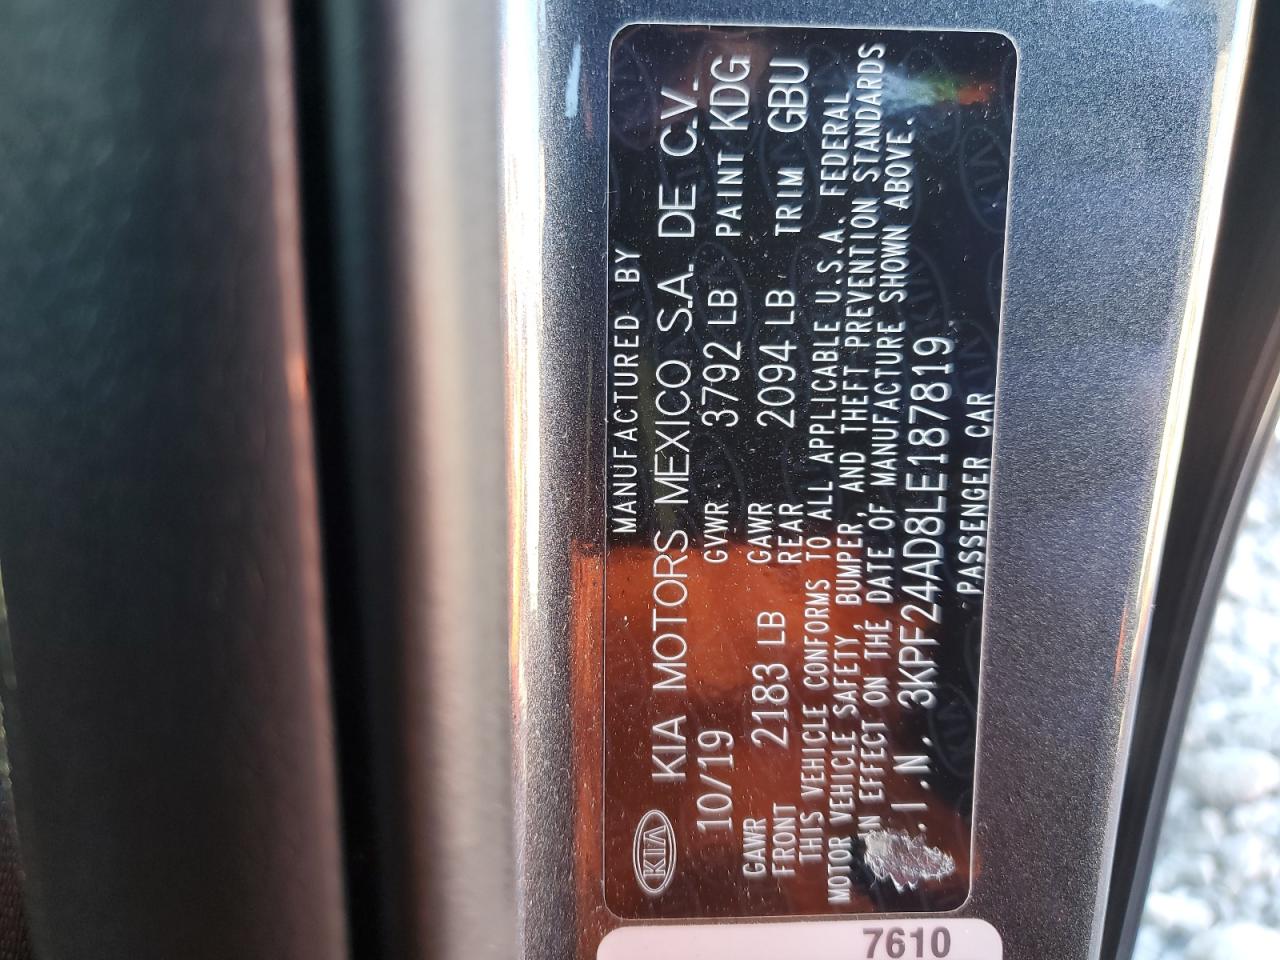 MANUFACTURED BY
KIA KIA MOTORS MEXICO S.A. DE C.V.
10/19 GVWR 3792 LB PAINT KDG
GAWR FRONT 2183 LB GAWR REAR 2094 LB TRIM GBU
THIS VEHICLE CONFORMS TO ALL APPLICABLE U.S.A. FEDERAL
MOTOR VEHICLE SAFETY, BUMPER, AND THEFT PREVENTION STANDARDS
IN EFFECT ON THE DATE OF MANUFACTURE SHOWN ABOVE.
.I.N. 3KPF24AD8LE187819
PASSENGER CAR
7610